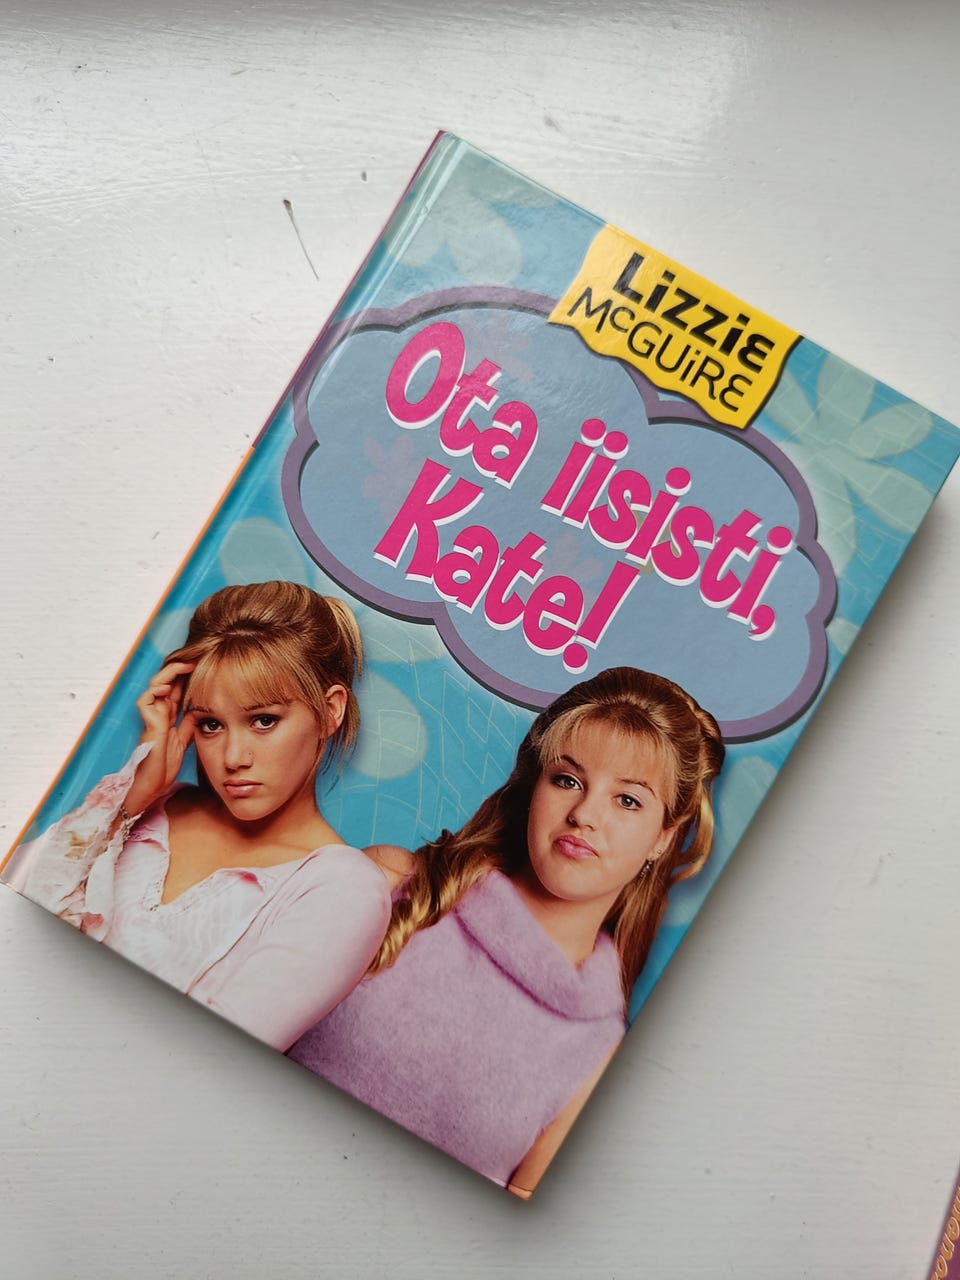 Lizzie
McGUiRE
Ota iisisti,
Kate!